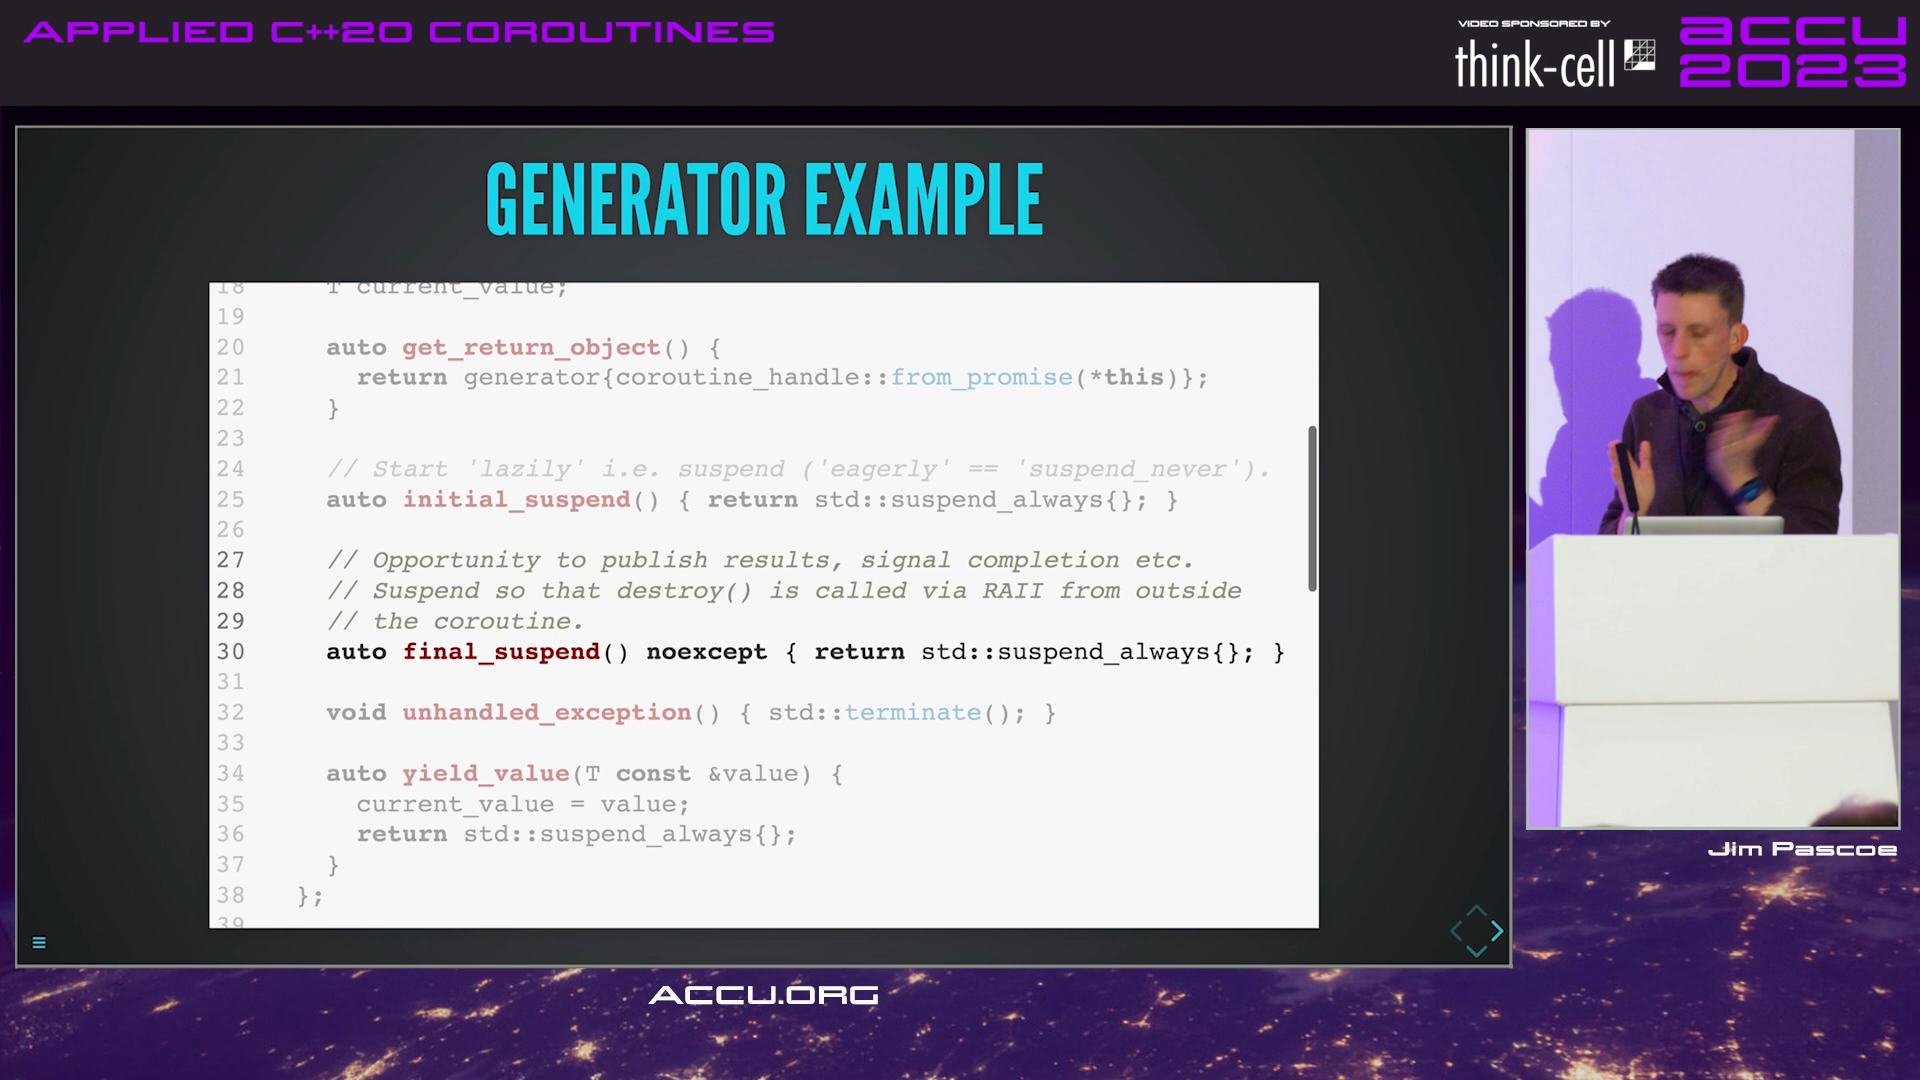 APPLIED C++20 COROUTINES
VIDEO SPONSORED BY
think-cell
accu
2023
GENERATOR EXAMPLE
18 T current_value;
19
20 auto get_return_object() {
21 return generator{coroutine_handle::from_promise(*this)};
22 }
23
24 // Start 'lazily' i.e. suspend ('eagerly' == 'suspend_never').
25 auto initial_suspend() { return std::suspend_always{}; }
26
27 // Opportunity to publish results, signal completion etc.
28 // Suspend so that destroy() is called via RAII from outside
29 // the coroutine.
30 auto final_suspend() noexcept { return std::suspend_always{}; }
31
32 void unhandled_exception() { std::terminate(); }
33
34 auto yield_value(T const &value) {
35 current_value = value;
36 return std::suspend_always{};
37 }
38 };
39
Jim Pascoe
ACCU.ORG